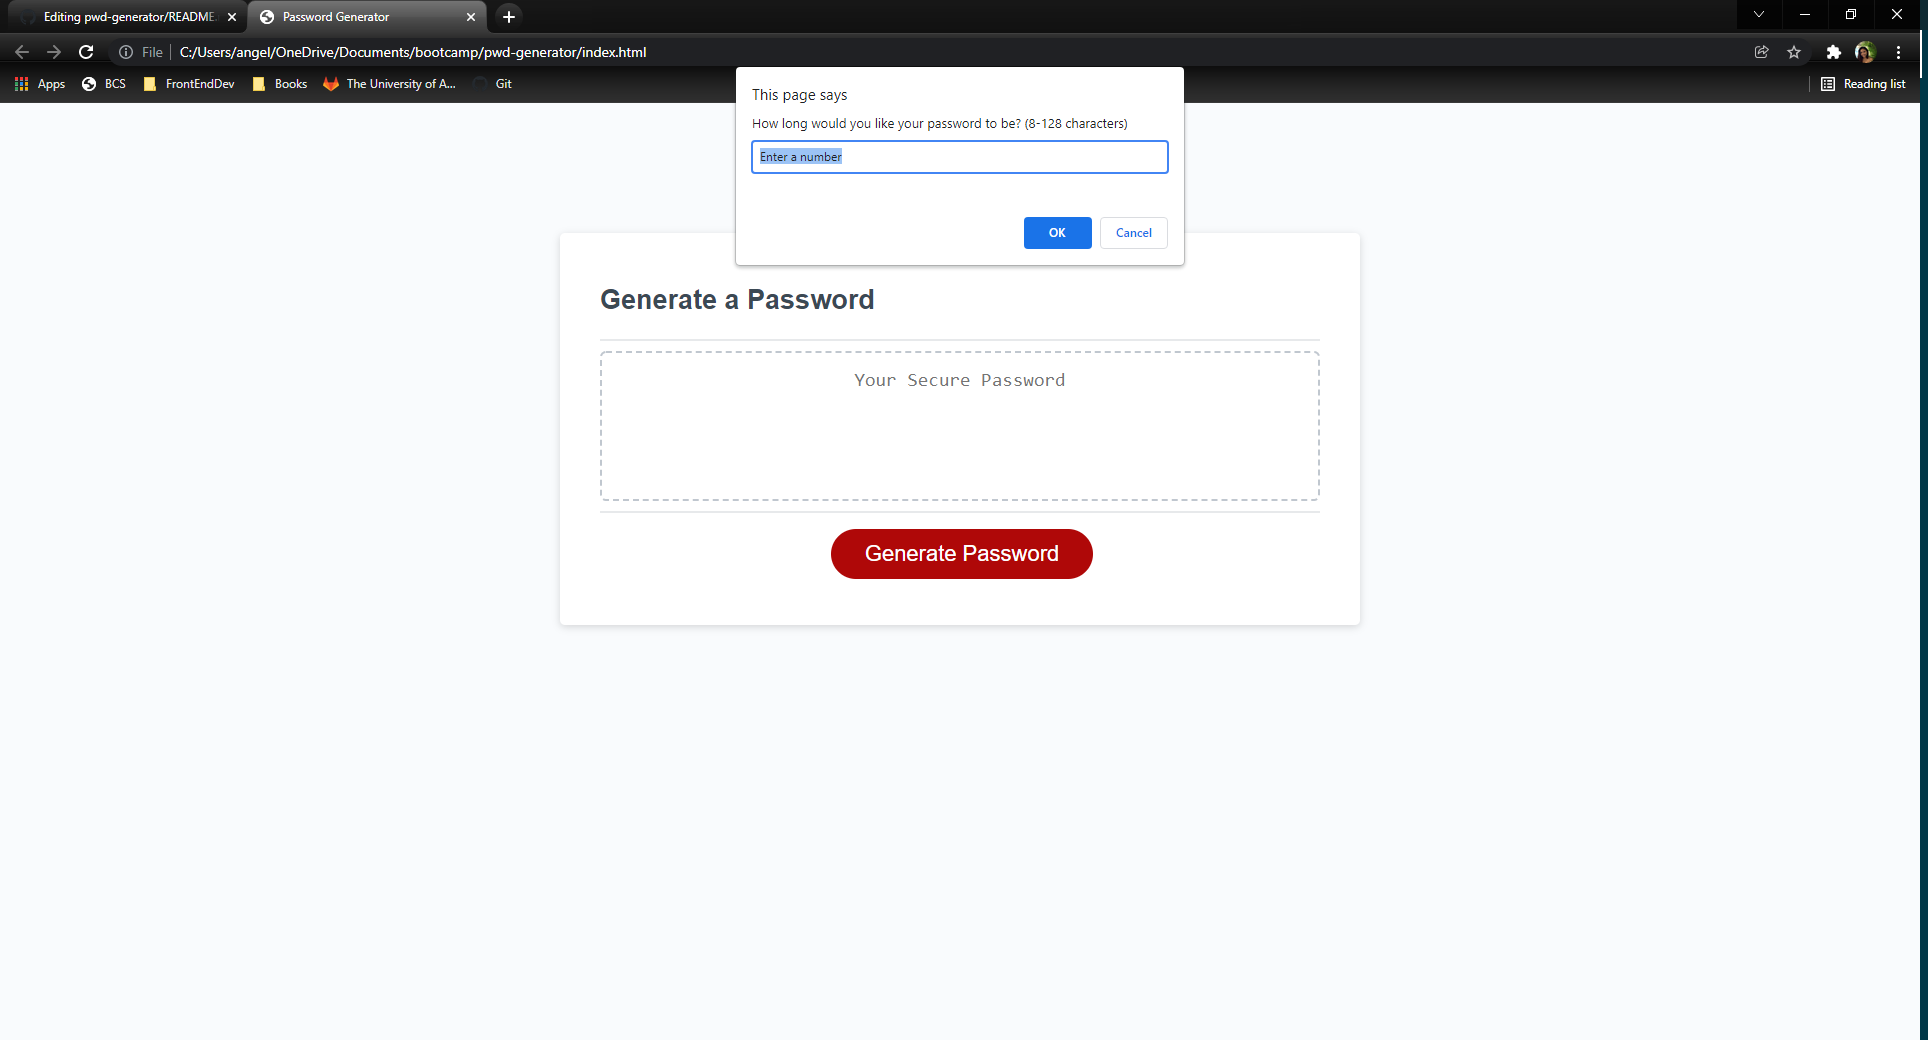 Editing pwd-generator/README.
Password Generator
File
C:/Users/angel/OneDrive/Documents/bootcamp/pwd-generator/index.html
Apps
BCS
FrontEndDev
Books
The University of A...
Git
Reading list
This page says
How long would you like your password to be? (8-128 characters)
Enter a number
OK
Cancel
Generate a Password
Your Secure Password
Generate Password